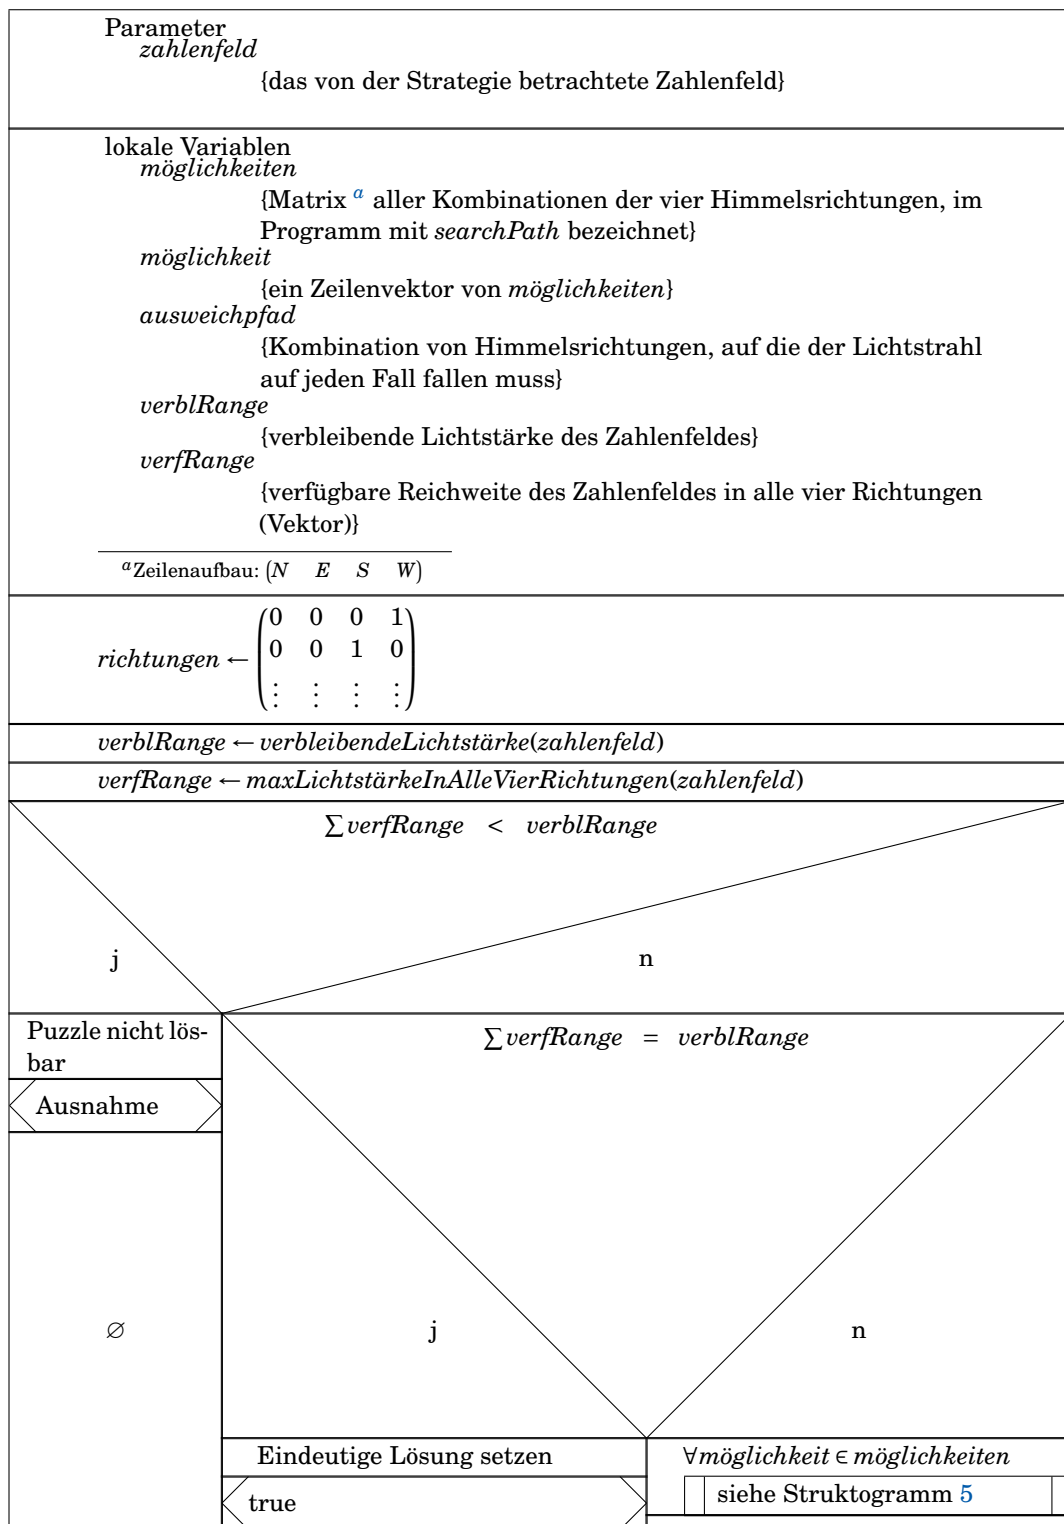 Parameter
zahlenfeld
{das von der Strategie betrachtete Zahlenfeld}
lokale Variablen
möglichkeiten
{Matrix a aller Kombinationen der vier Himmelsrichtungen, im
Programm mit searchPath bezeichnet}
möglichkeit
{ein Zeilenvektor von möglichkeiten}
ausweichpfad
{Kombination von Himmelsrichtungen, auf die der Lichtstrahl
auf jeden Fall fallen muss}
verblRange
{verbleibende Lichtstärke des Zahlenfeldes}
verfRange
{verfügbare Reichweite des Zahlenfeldes in alle vier Richtungen
(Vektor)}
a Zeilenaufbau: (N E S W)
0 0 0 1
richtungen ← 0 0 1 0
⋮ ⋮ ⋮ ⋮
verblRange ← verbleibendeLichtstärke(zahlenfeld)
verfRange ← maxLichtstärkeInAlleVierRichtungen(zahlenfeld)
∑ verfRange < verblRange
j n
Puzzle nicht lös-
bar
∑ verfRange = verblRange
Ausnahme
∅ j n
Eindeutige Lösung setzen
∀möglichkeit ∈ möglichkeiten
true
siehe Struktogramm 5